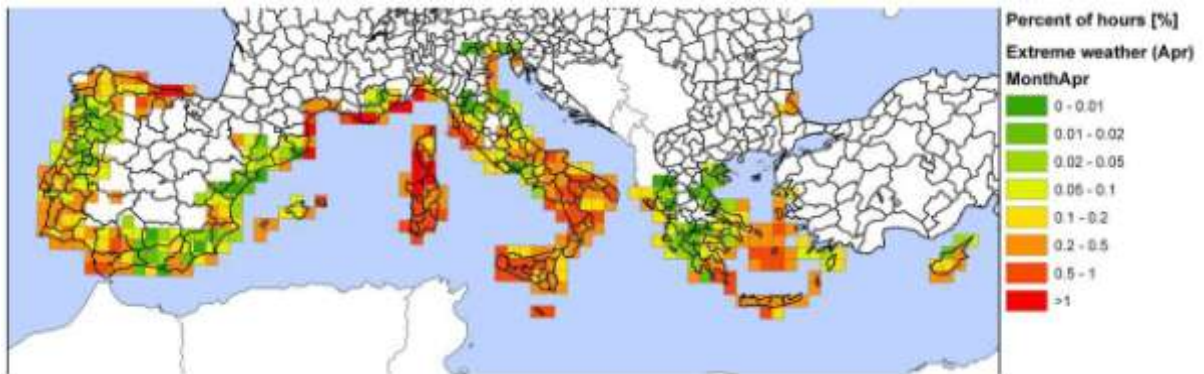 Percent of hours [%]
Extreme weather (Apr)
MonthApr
0 - 0.01
0.01 - 0.02
0.02 - 0.05
0.05 - 0.1
0.1 - 0.2
0.2 - 0.5
0.5 - 1
>1